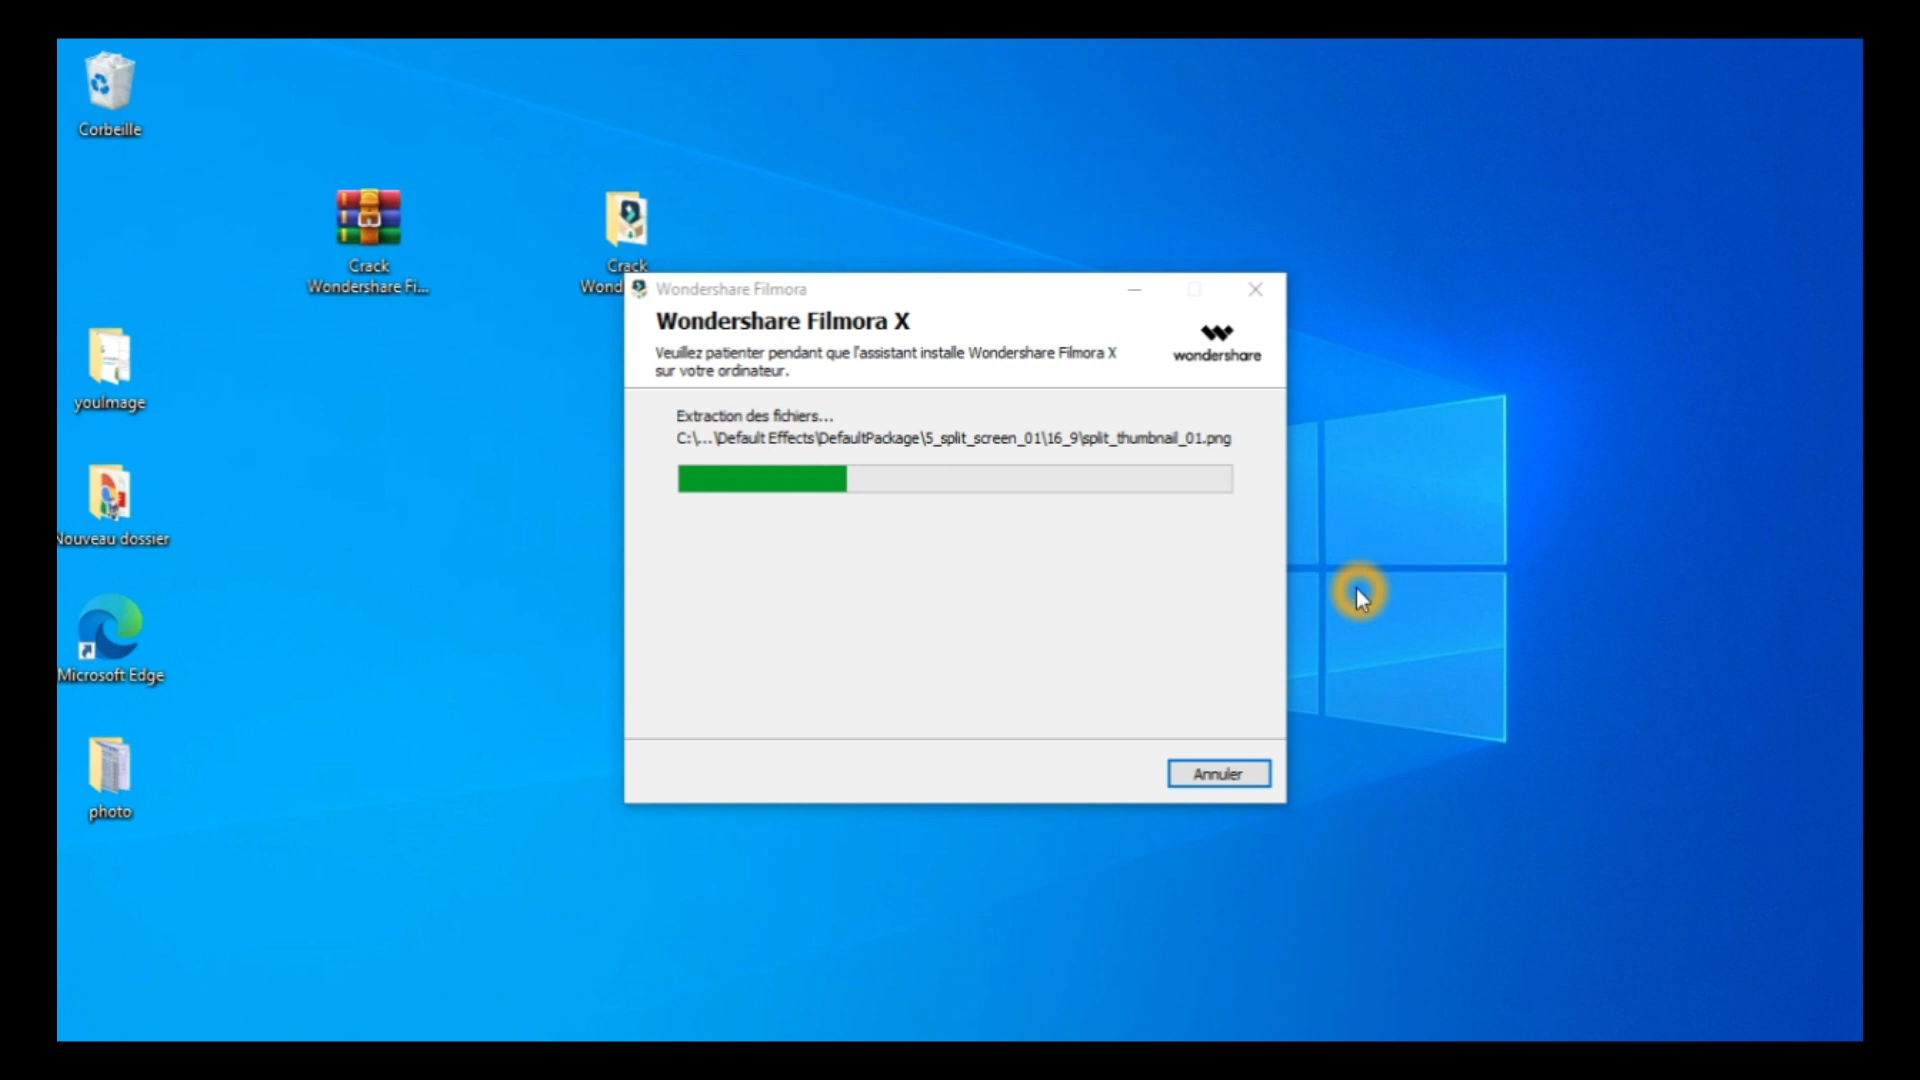 Corbeille
Crack
Wondershare Fi...
Crack
Wond
youImage
Nouveau dossier
Microsoft Edge
photo
Wondershare Filmora
Wondershare Filmora X
Veuillez patienter pendant que l'assistant installe Wondershare Filmora X
sur votre ordinateur.
wondershare
Extraction des fichiers...
C:\...\Default Effects\DefaultPackage\5_split_screen_01\16_9\split_thumbnail_01.png
Annuler